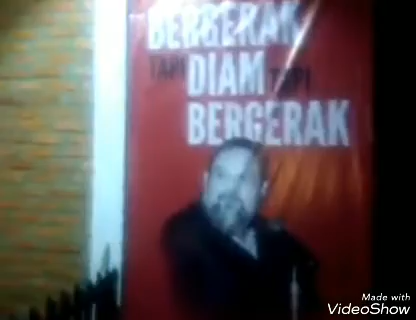 BERGERAK
TAPI DIAM TAPI
BERGERAK
Made with
VideoShow